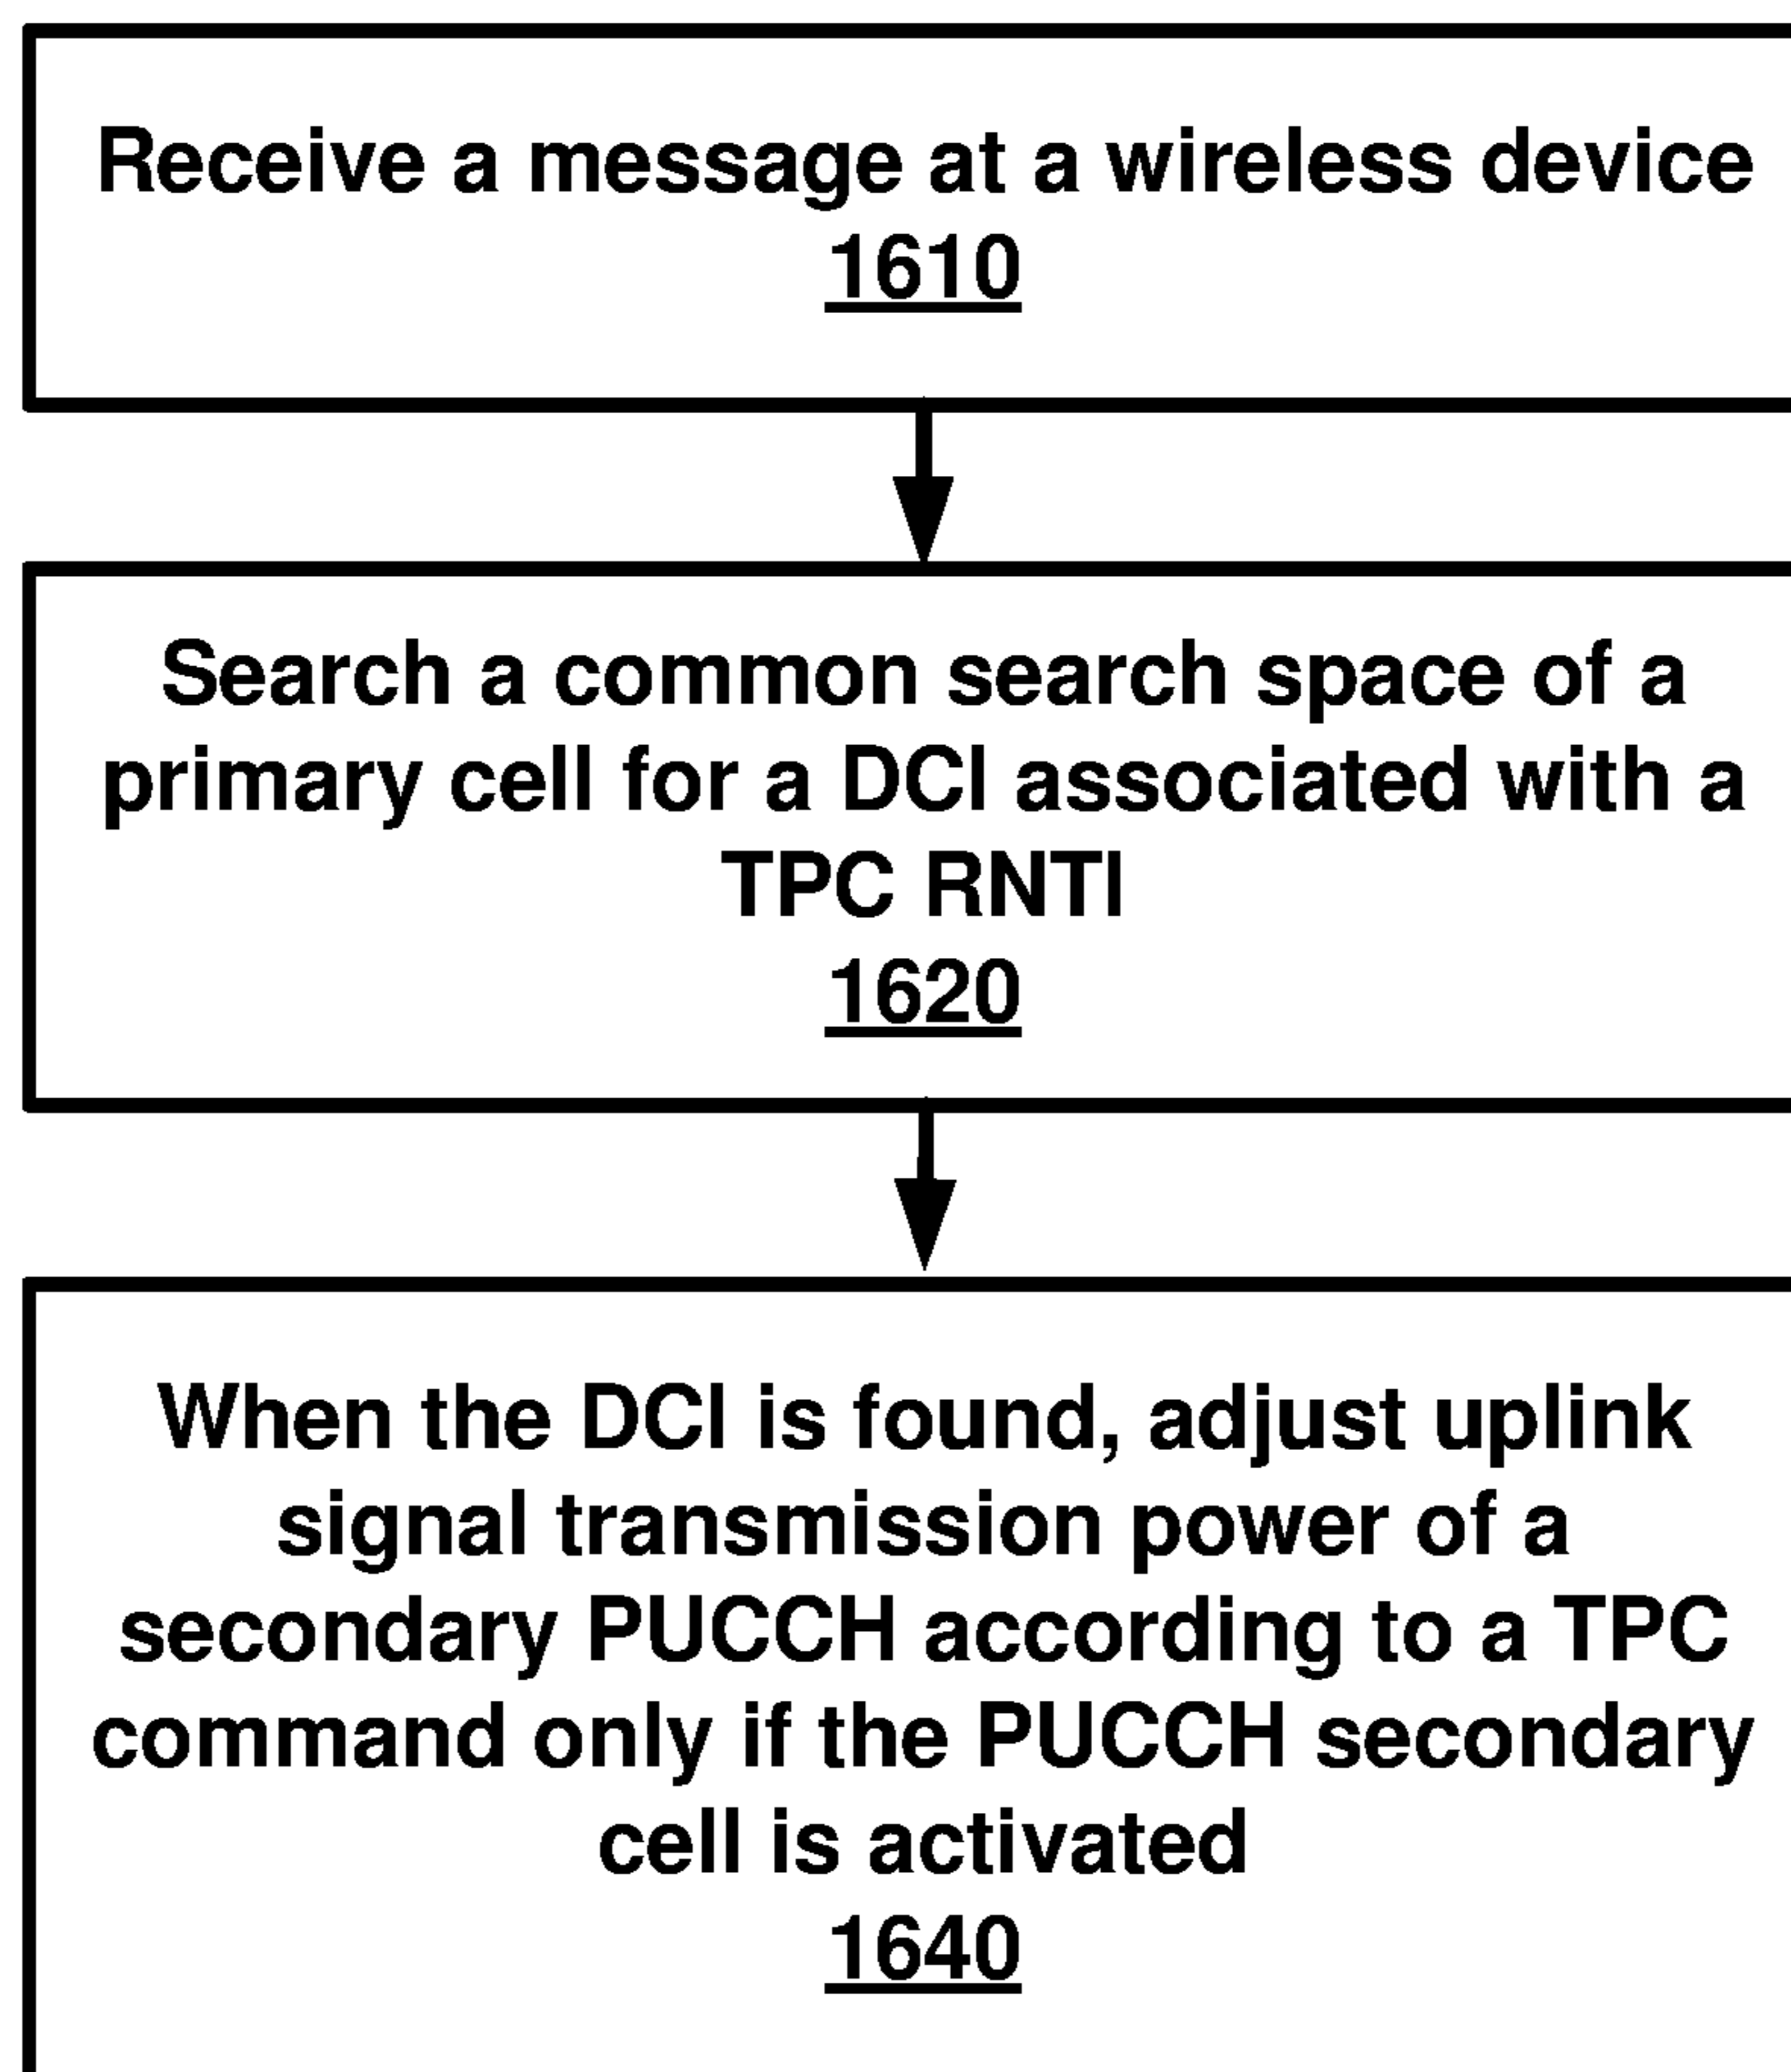 Receive a message at a wireless device
1610
Search a common search space of a
primary cell for a DCI associated with a
TPC RNTI
1620
When the DCI is found, adjust uplink
signal transmission power of a
secondary PUCCH according to a TPC
command only if the PUCCH secondary
cell is activated
1640